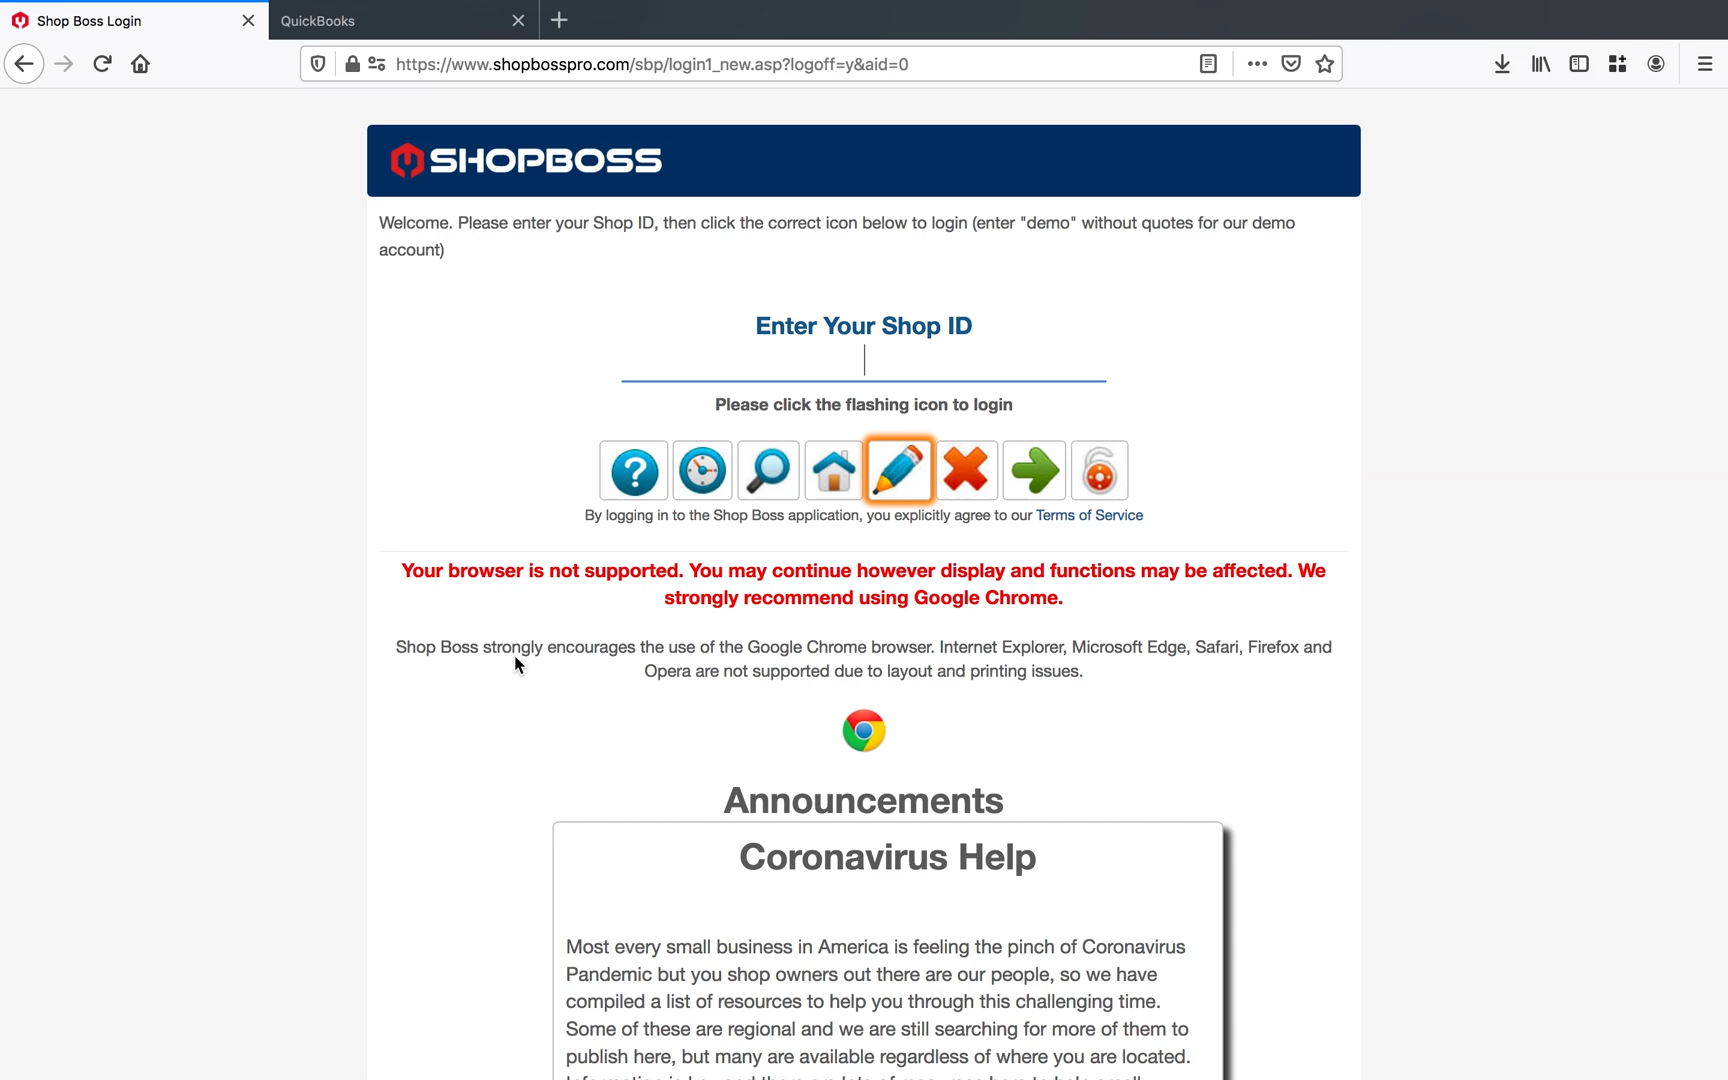 Shop Boss Login
QuickBooks
https://www.shopbosspro.com/sbp/login1_new.asp?logoff=y&aid=0
SHOPBOSS
Welcome. Please enter your Shop ID, then click the correct icon below to login (enter "demo" without quotes for our demo
account)
Enter Your Shop ID
Please click the flashing icon to login
?
By logging in to the Shop Boss application, you explicitly agree to our Terms of Service
Your browser is not supported. You may continue however display and functions may be affected. We
strongly recommend using Google Chrome.
Shop Boss strongly encourages the use of the Google Chrome browser. Internet Explorer, Microsoft Edge, Safari, Firefox and
Opera are not supported due to layout and printing issues.
Announcements
Coronavirus Help
Most every small business in America is feeling the pinch of Coronavirus
Pandemic but you shop owners out there are our people, so we have
compiled a list of resources to help you through this challenging time.
Some of these are regional and we are still searching for more of them to
publish here, but many are available regardless of where you are located.